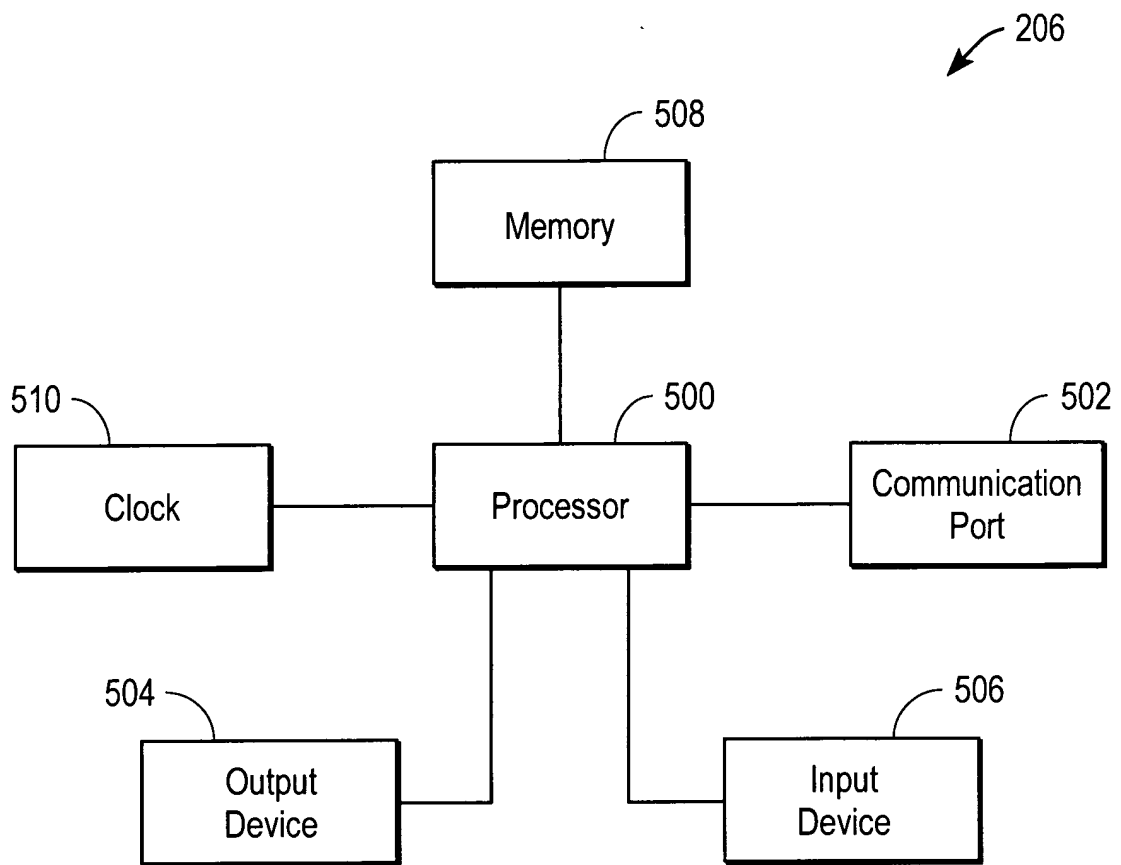 206
508
Memory
510
500
502
Clock
Processor
Communication
Port
504
506
Output
Device
Input
Device